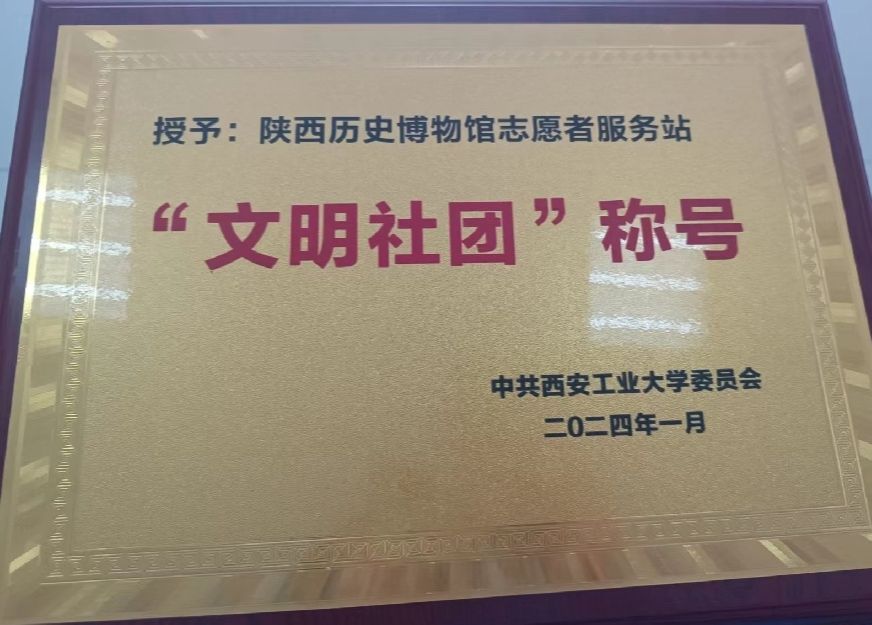 授予：陕西历史博物馆志愿者服务站
“文明社团”称号
中共西安工业大学委员会
二0二四年一月